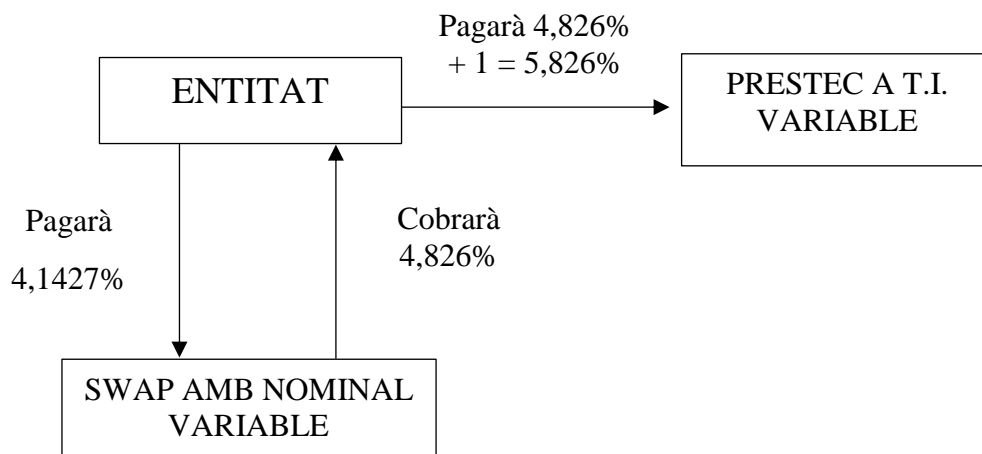 Pagarà 4,826%
+ 1 = 5,826%
ENTITAT
PRESTEC A T.I.
VARIABLE
Pagarà
4,1427%
Cobrarà
4,826%
SWAP AMB NOMINAL
VARIABLE